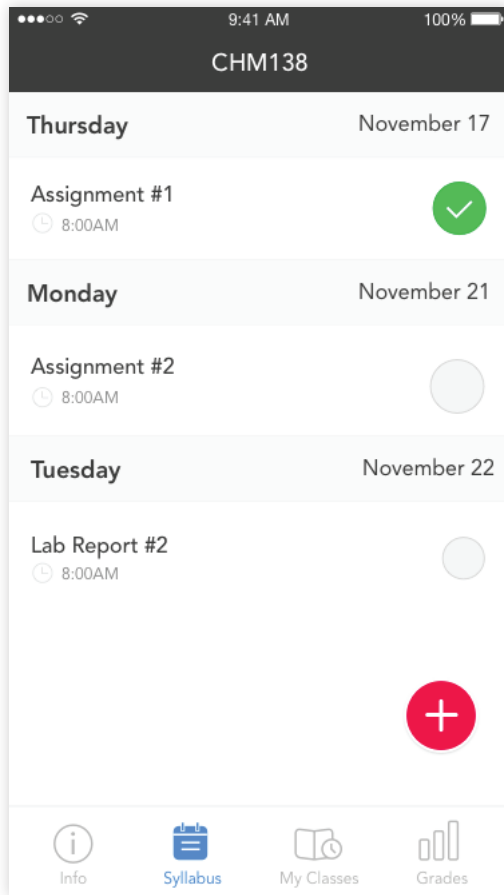 9:41 AM 100%
CHM138
Thursday November 17
Assignment #1
8:00AM
Monday November 21
Assignment #2
8:00AM
Tuesday November 22
Lab Report #2
8:00AM
Info Syllabus My Classes Grades